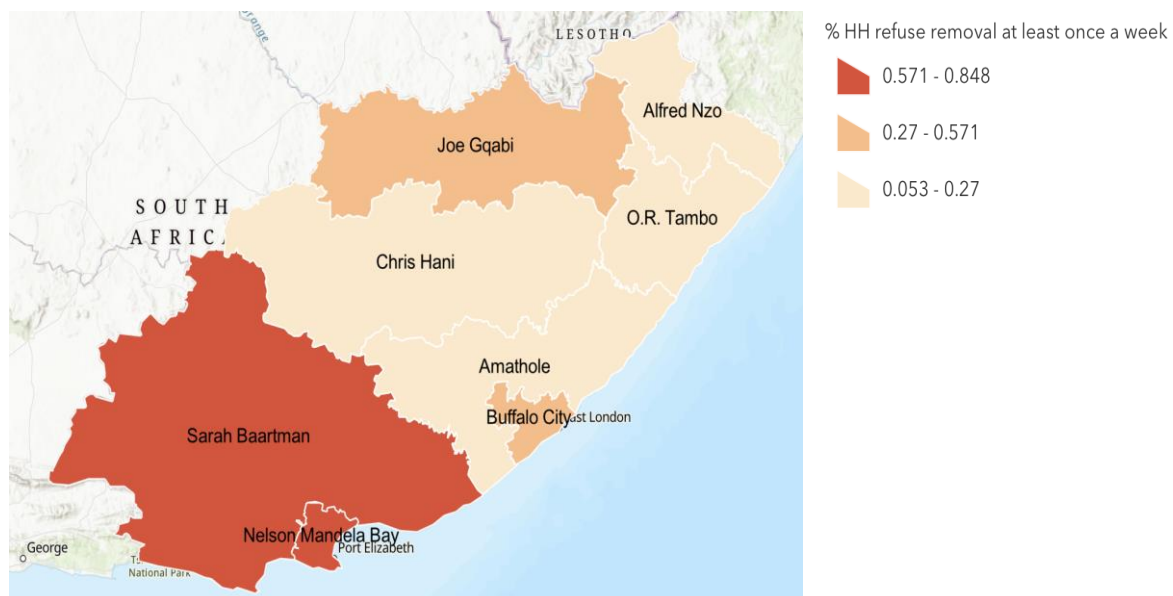 % HH refuse removal at least once a week
0.571 - 0.848
0.27 - 0.571
0.053 - 0.27
LESOTHO
Alfred Nzo
Joe Gqabi
SOUTH
AFRICA
O.R. Tambo
Chris Hani
Amathole
Buffalo City
ast London
Sarah Baartman
Nelson Mandela Bay
Port Elizabeth
George
National Park